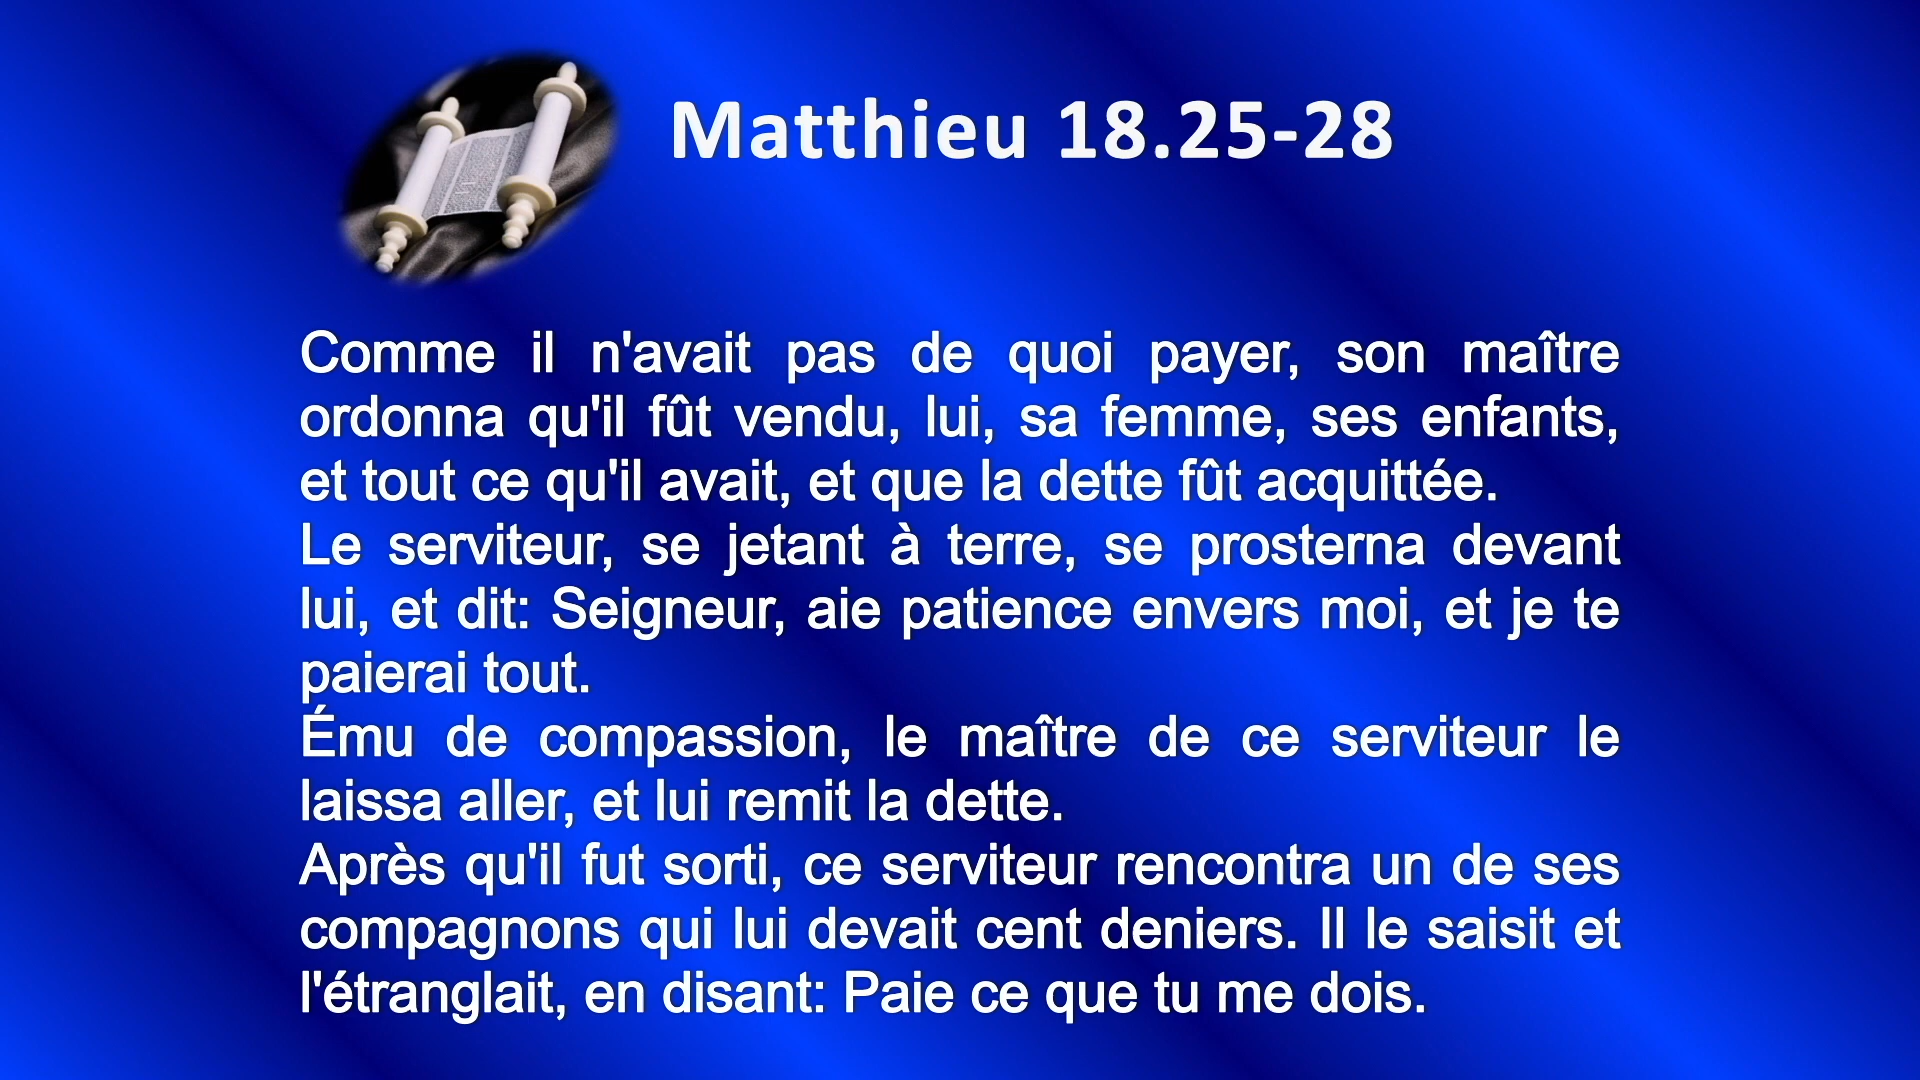 Matthieu 18.25-28
Comme il n'avait pas de quoi payer, son maître
ordonna qu'il fût vendu, lui, sa femme, ses enfants,
et tout ce qu'il avait, et que la dette fût acquittée.
Le serviteur, se jetant à terre, se prosterna devant
lui, et dit: Seigneur, aie patience envers moi, et je te
paierai tout.
Ému de compassion, le maître de ce serviteur le
laissa aller, et lui remit la dette.
Après qu'il fut sorti, ce serviteur rencontra un de ses
compagnons qui lui devait cent deniers. Il le saisit et
l'étranglait, en disant: Paie ce que tu me dois.